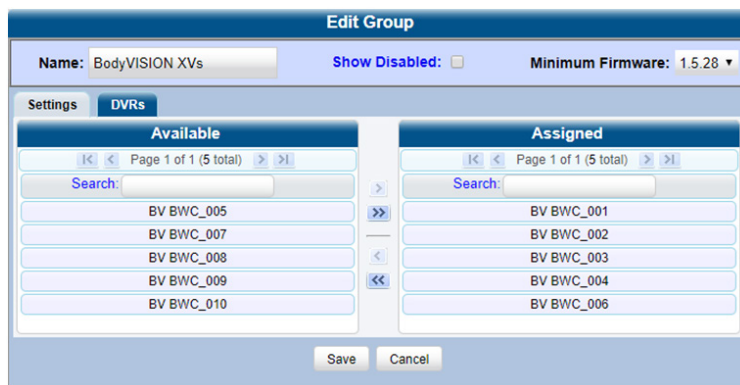 Edit Group
Name: BodyVISION XVs Show Disabled: Minimum Firmware: 1.5.28
Settings DVRs
Available Assigned
Page 1 of 1 (5 total) Page 1 of 1 (5 total)
Search: Search:
BV BWC_005 BV BWC_001
BV BWC_007 BV BWC_002
BV BWC_008 BV BWC_003
BV BWC_009 BV BWC_004
BV BWC_010 BV BWC_006
Save Cancel